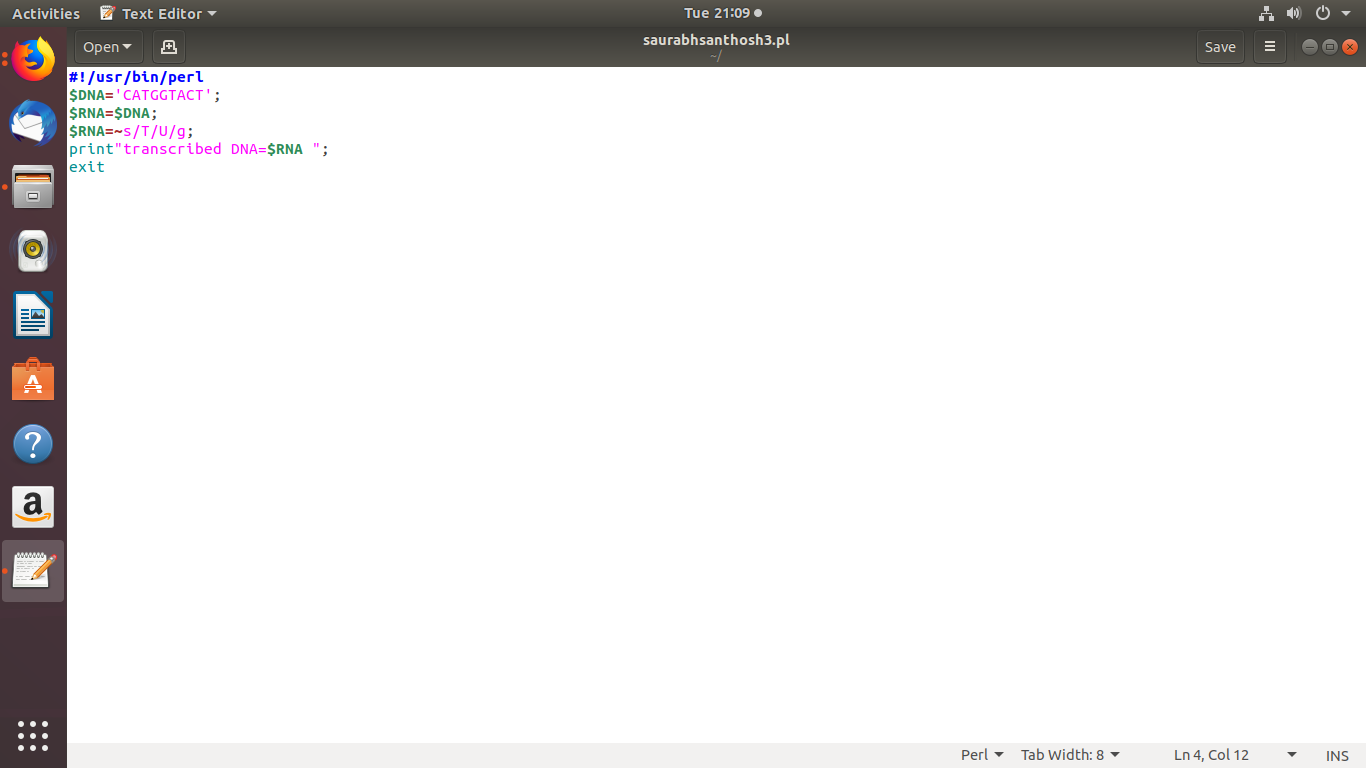 Activities Text Editor Tue 21:09
Open saurabhsanthosh3.pl Save
~/
#!/usr/bin/perl
$DNA='CATGGTACT';
$RNA=$DNA;
$RNA=~s/T/U/g;
print"transcribed DNA=$RNA ";
exit
Perl Tab Width: 8 Ln 4, Col 12 INS